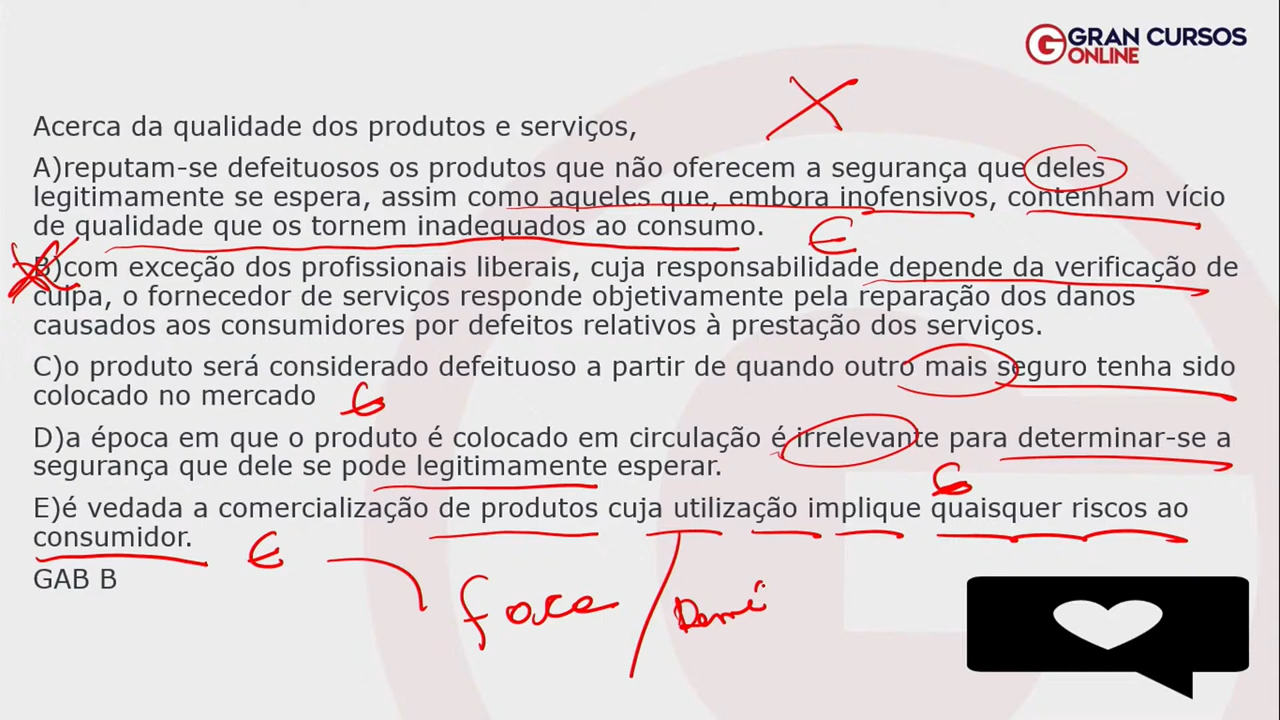 GRAN CURSOS
ONLINE
Acerca da qualidade dos produtos e serviços,
A)reputam-se defeituosos os produtos que não oferecem a segurança que deles
legitimamente se espera, assim como aqueles que, embora inofensivos, contenham vício
de qualidade que os tornem inadequados ao consumo.
E
B)com exceção dos profissionais liberais, cuja responsabilidade depende da verificação de
culpa, o fornecedor de serviços responde objetivamente pela reparação dos danos
causados aos consumidores por defeitos relativos à prestação dos serviços.
C)o produto será considerado defeituoso a partir de quando outro mais seguro tenha sido
colocado no mercado
D)a época em que o produto é colocado em circulação é irrelevante para determinar-se a
segurança que dele se pode legitimamente esperar.
E)é vedada a comercialização de produtos cuja utilização implique quaisquer riscos ao
consumidor.
E
GAB B
faca